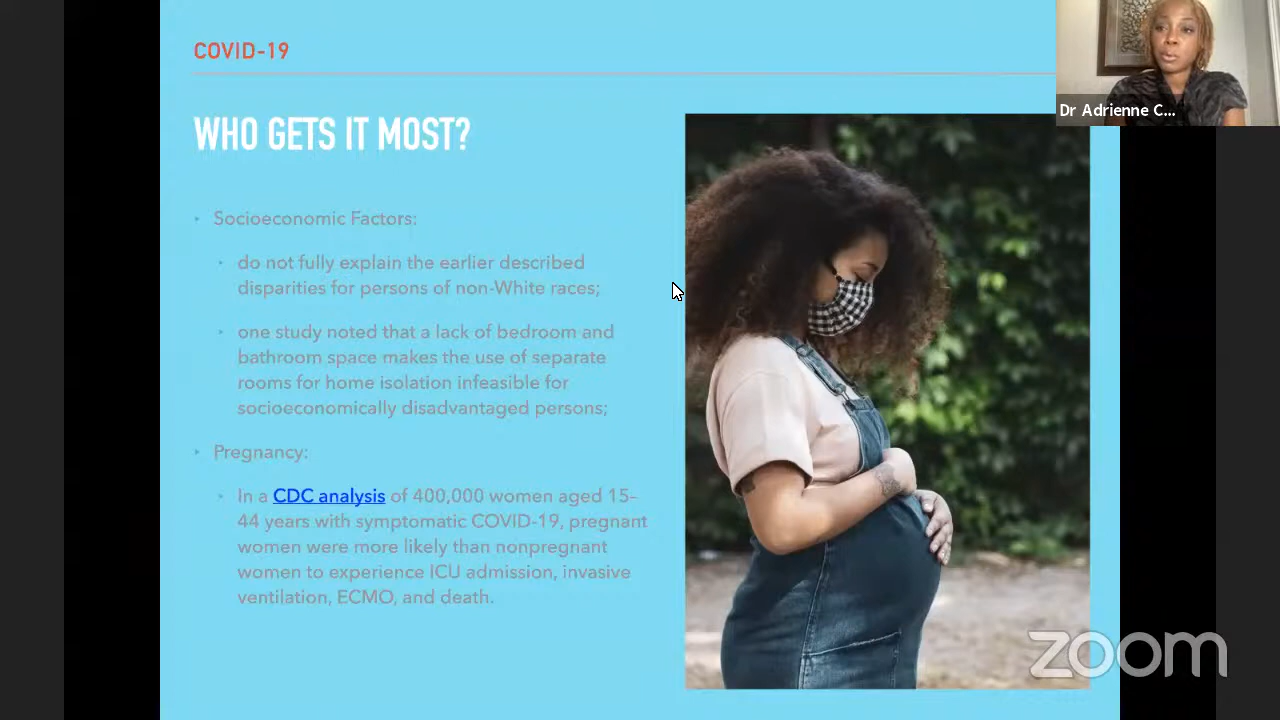 COVID-19
WHO GETS IT MOST?
Socioeconomic Factors:
do not fully explain the earlier described
disparities for persons of non-White races;
one study noted that a lack of bedroom and
bathroom space makes the use of separate
rooms for home isolation infeasible for
socioeconomically disadvantaged persons;
Pregnancy:
In a CDC analysis of 400,000 women aged 15–
44 years with symptomatic COVID-19, pregnant
women were more likely than nonpregnant
women to experience ICU admission, invasive
ventilation, ECMO, and death.
Dr Adrienne C...
zoom